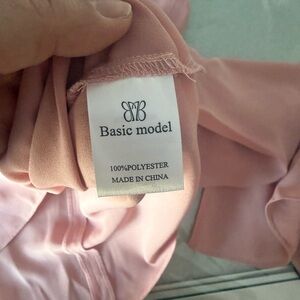 Basic model
100%POLYESTER
MADE IN CHINA